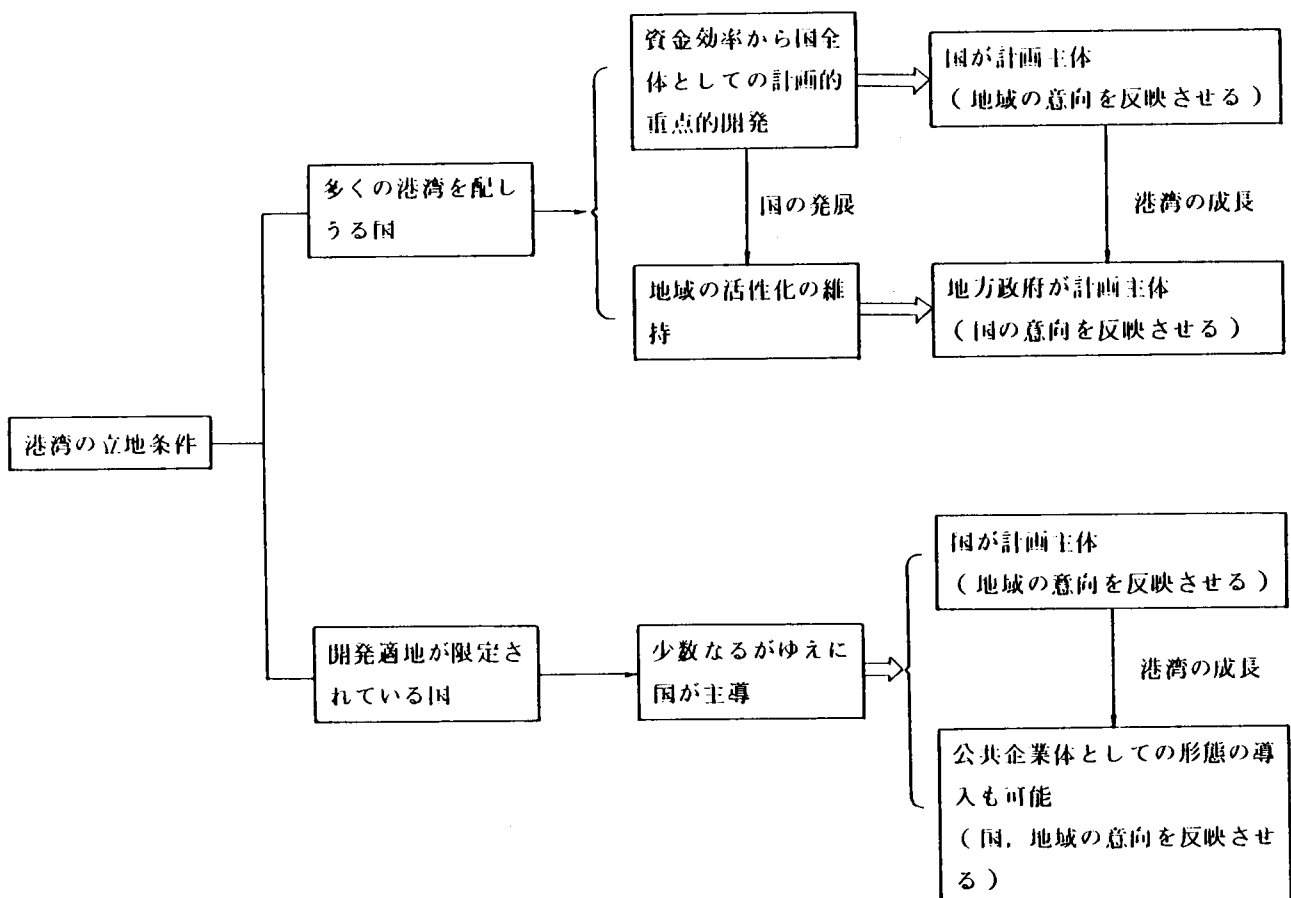 資金効率から国全
体としての計画的
重点的開発
国が計画主体
(地域の意向を反映させる)
多くの港湾を配し
うる国
国の発展
港湾の成長
地域の活性化の維
持
地方政府が計画主体
(国の意向を反映させる)
港湾の立地条件
国が計画主体
(地域の意向を反映させる)
開発適地が限定さ
れている国
少数なるがゆえに
国が主導
港湾の成長
公共企業体としての形態の導
入も可能
(国,地域の意向を反映させ
る)